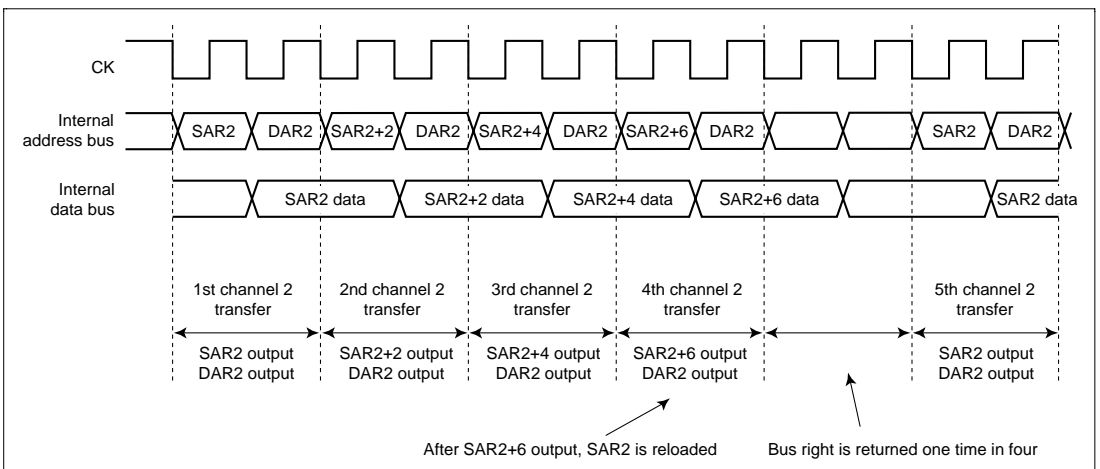 CK
Internal
address bus
SAR2 DAR2 SAR2+2 DAR2 SAR2+4 DAR2 SAR2+6 DAR2 SAR2 DAR2
Internal
data bus
SAR2 data SAR2+2 data SAR2+4 data SAR2+6 data SAR2 data
1st channel 2
transfer
2nd channel 2
transfer
3rd channel 2
transfer
4th channel 2
transfer
5th channel 2
transfer
SAR2 output
DAR2 output
SAR2+2 output
DAR2 output
SAR2+4 output
DAR2 output
SAR2+6 output
DAR2 output
SAR2 output
DAR2 output
After SAR2+6 output, SAR2 is reloaded
Bus right is returned one time in four